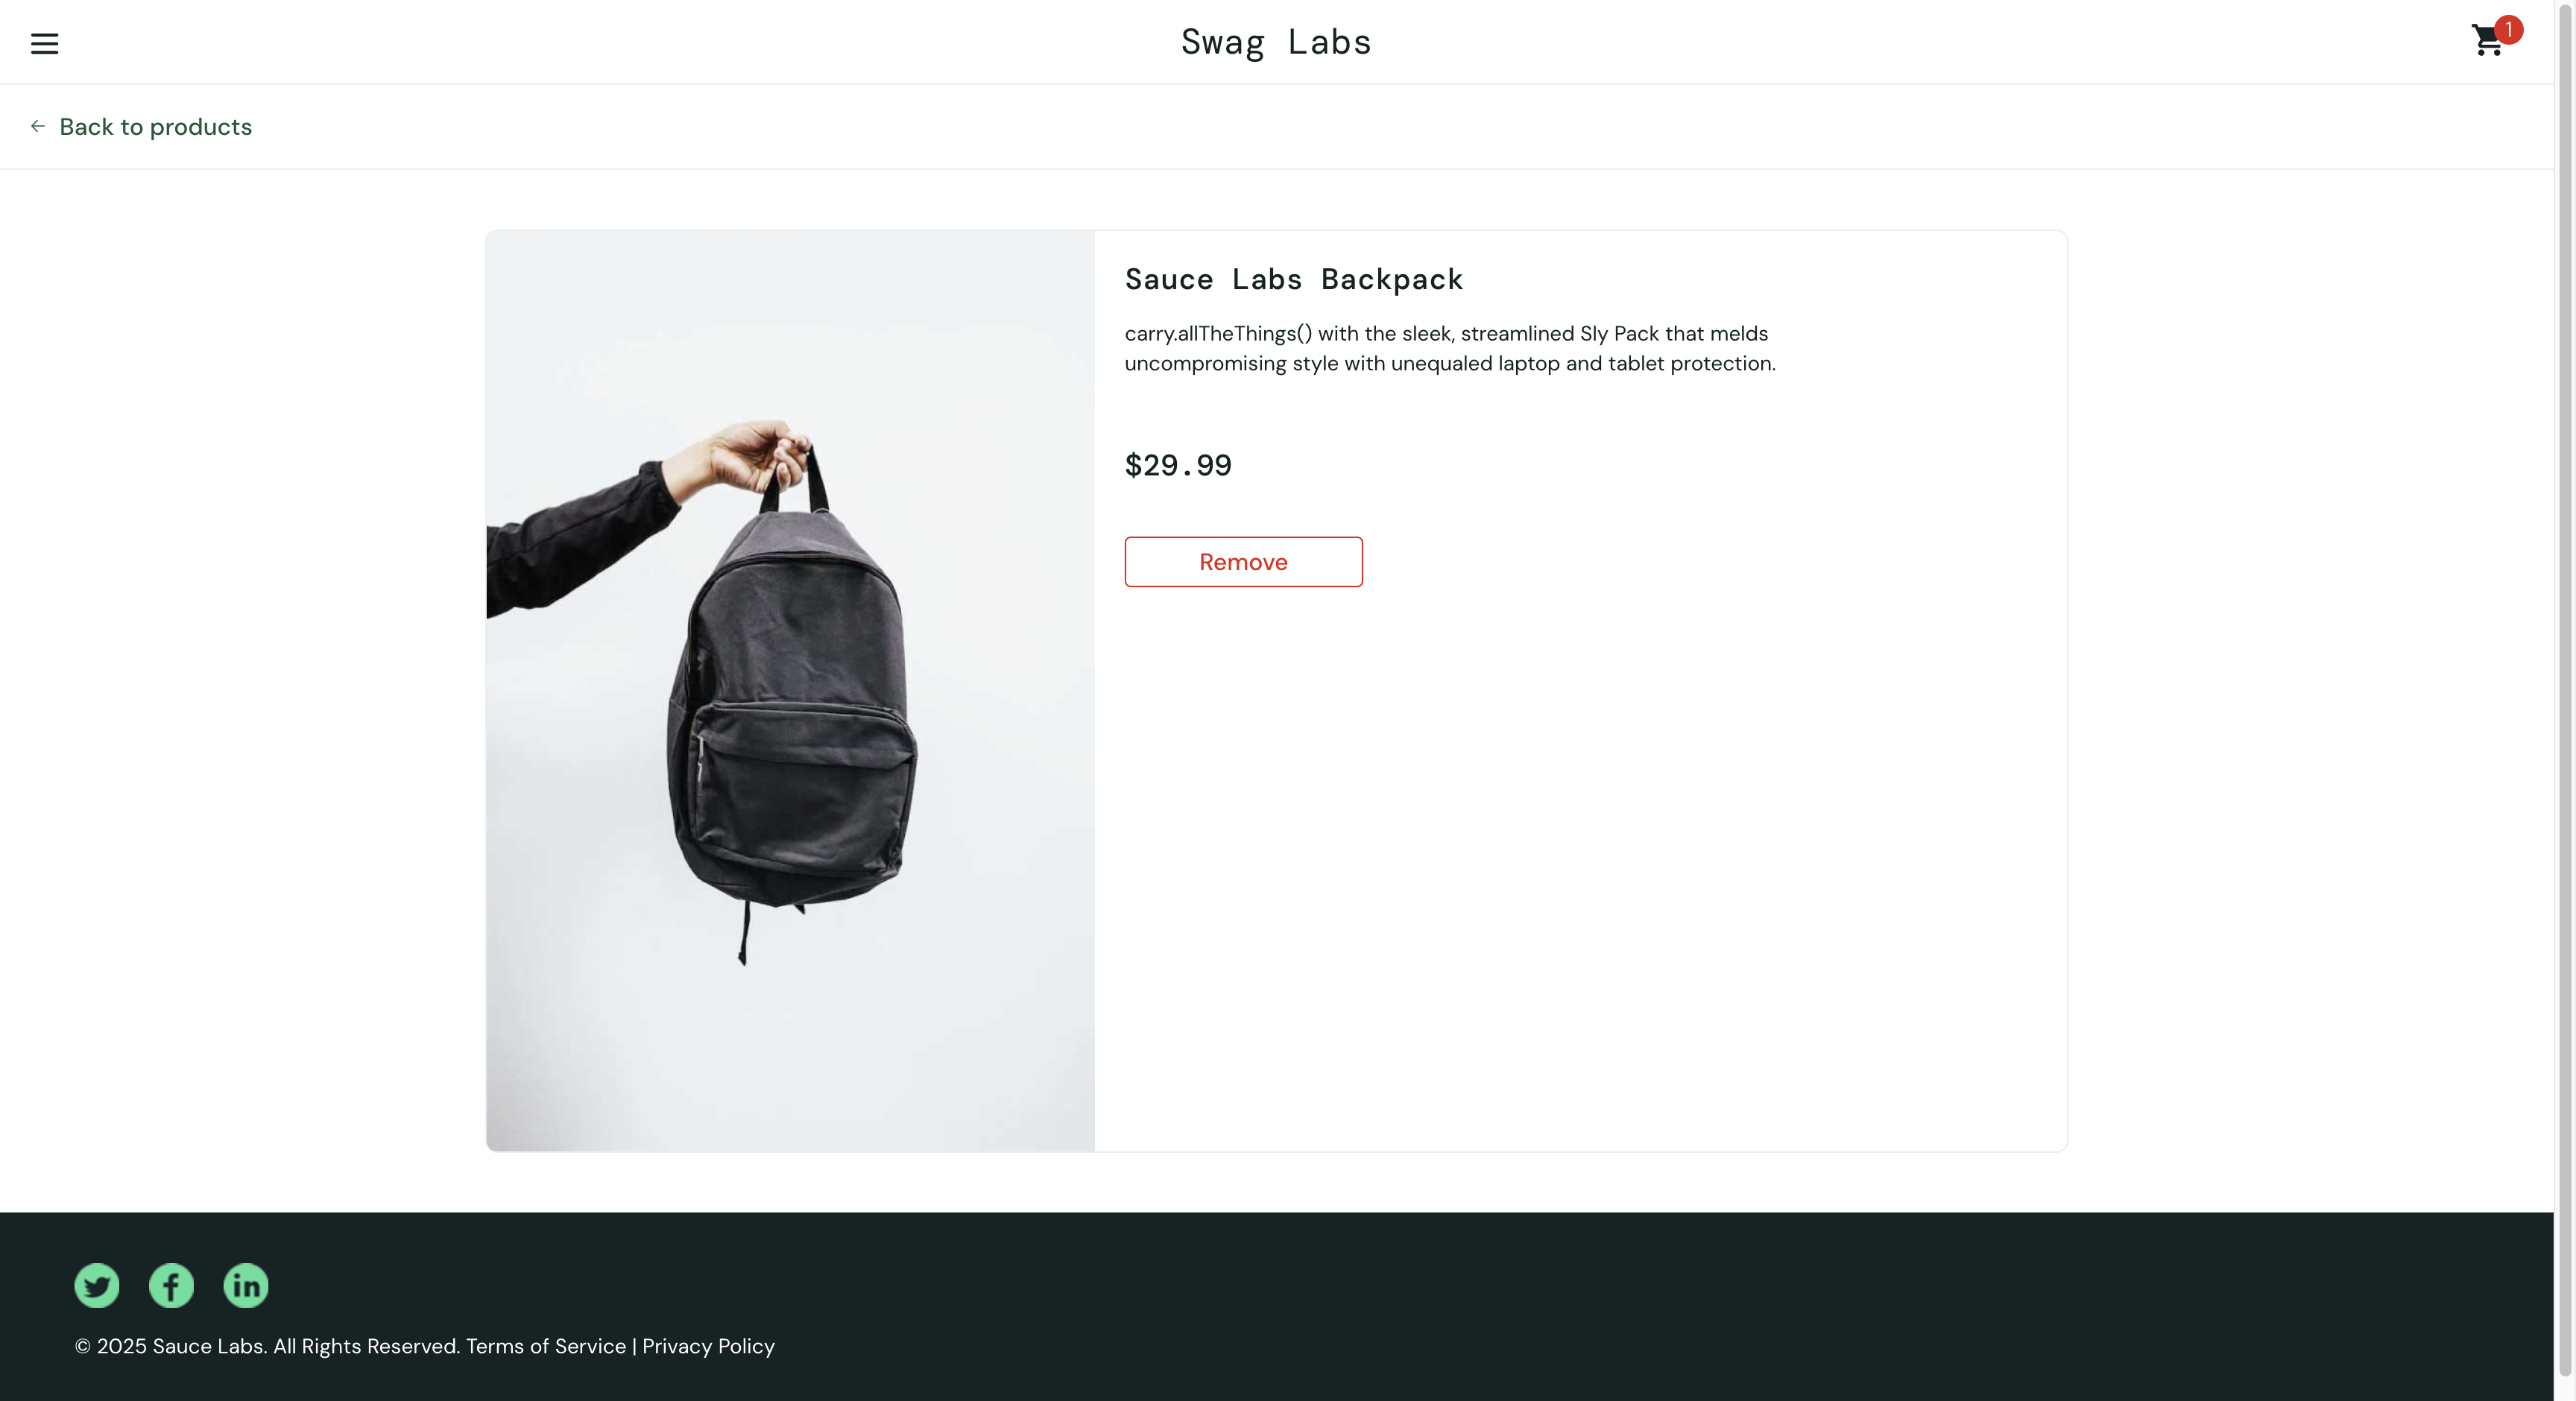 Swag Labs
1
Back to products
Sauce Labs Backpack
carry.allTheThings() with the sleek, streamlined Sly Pack that melds
uncompromising style with unequaled laptop and tablet protection.
$29.99
Remove
© 2025 Sauce Labs. All Rights Reserved. Terms of Service | Privacy Policy